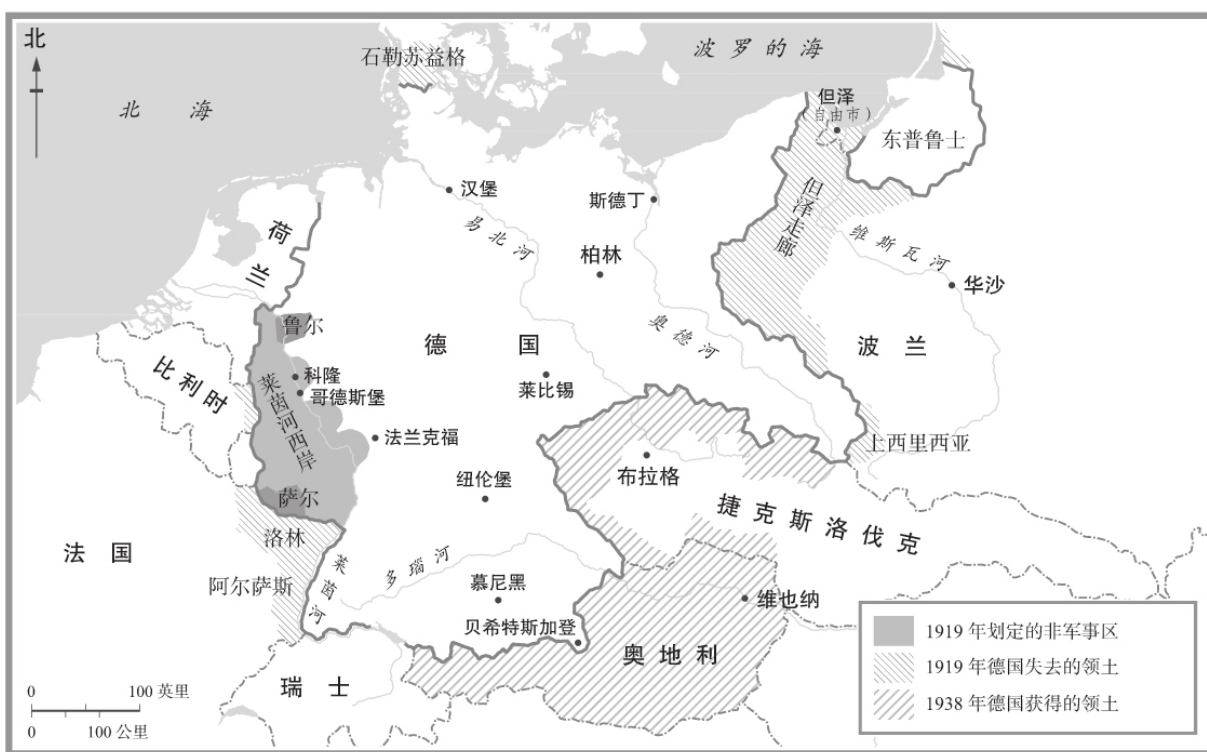 北
石勒苏益格
波罗的海
北海
但泽
（自由市）
东普鲁士
汉堡
斯德丁
易北河
但泽走廊
荷兰
维斯瓦河
柏林
华沙
鲁尔
奥德河
德国
波兰
比利时
科隆
莱比锡
哥德斯堡
莱茵河西岸
法兰克福
上西里西亚
布拉格
纽伦堡
萨尔
捷克斯洛伐克
洛林
法国
莱茵河
多瑙河
阿尔萨斯
慕尼黑
维也纳
贝希特斯加登
奥地利
瑞士
0 100 英里
0 100 公里
1919 年划定的非军事区
1919 年德国失去的领土
1938 年德国获得的领土